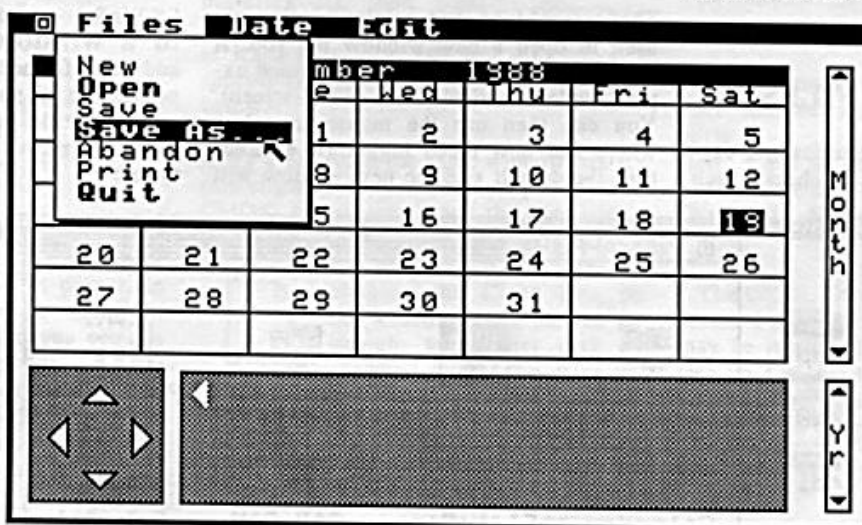 Files Date Edit
New
Open
Save
Save As...
Abandon
Print
Quit
mber 1988
e Wed Thu Fri Sat
1 2 3 4 5
8 9 10 11 12
5 16 17 18 19
20 21 22 23 24 25 26
27 28 29 30 31
Month
Yr